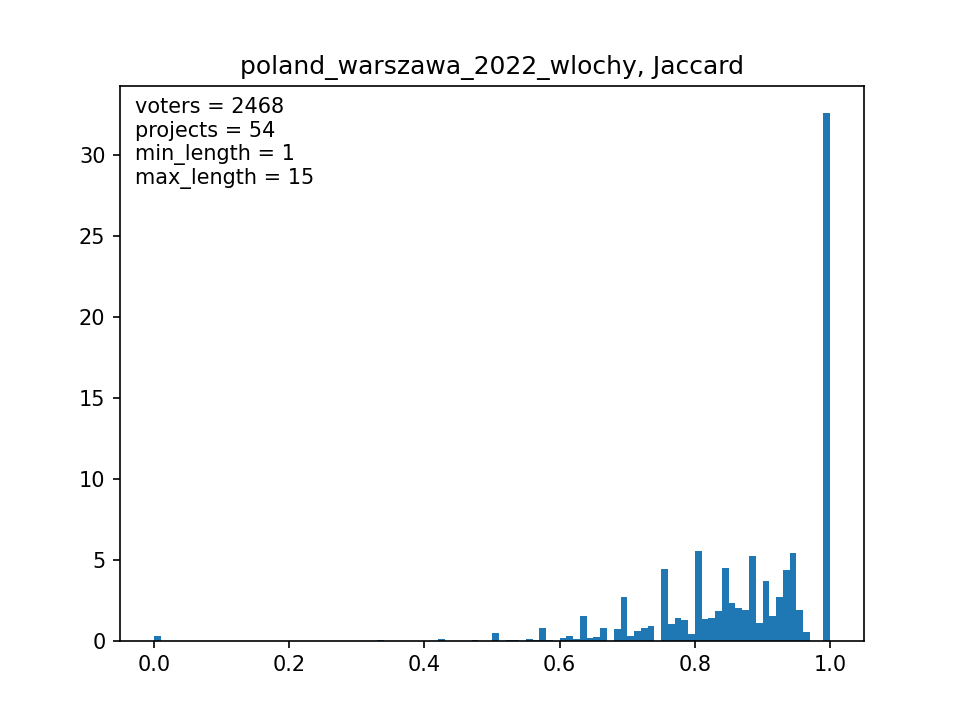 poland_warszawa_2022_wlochy, Jaccard
voters = 2468
projects = 54
min_length = 1
max_length = 15
30
25
20
15
10
5
0
0.0 0.2 0.4 0.6 0.8 1.0